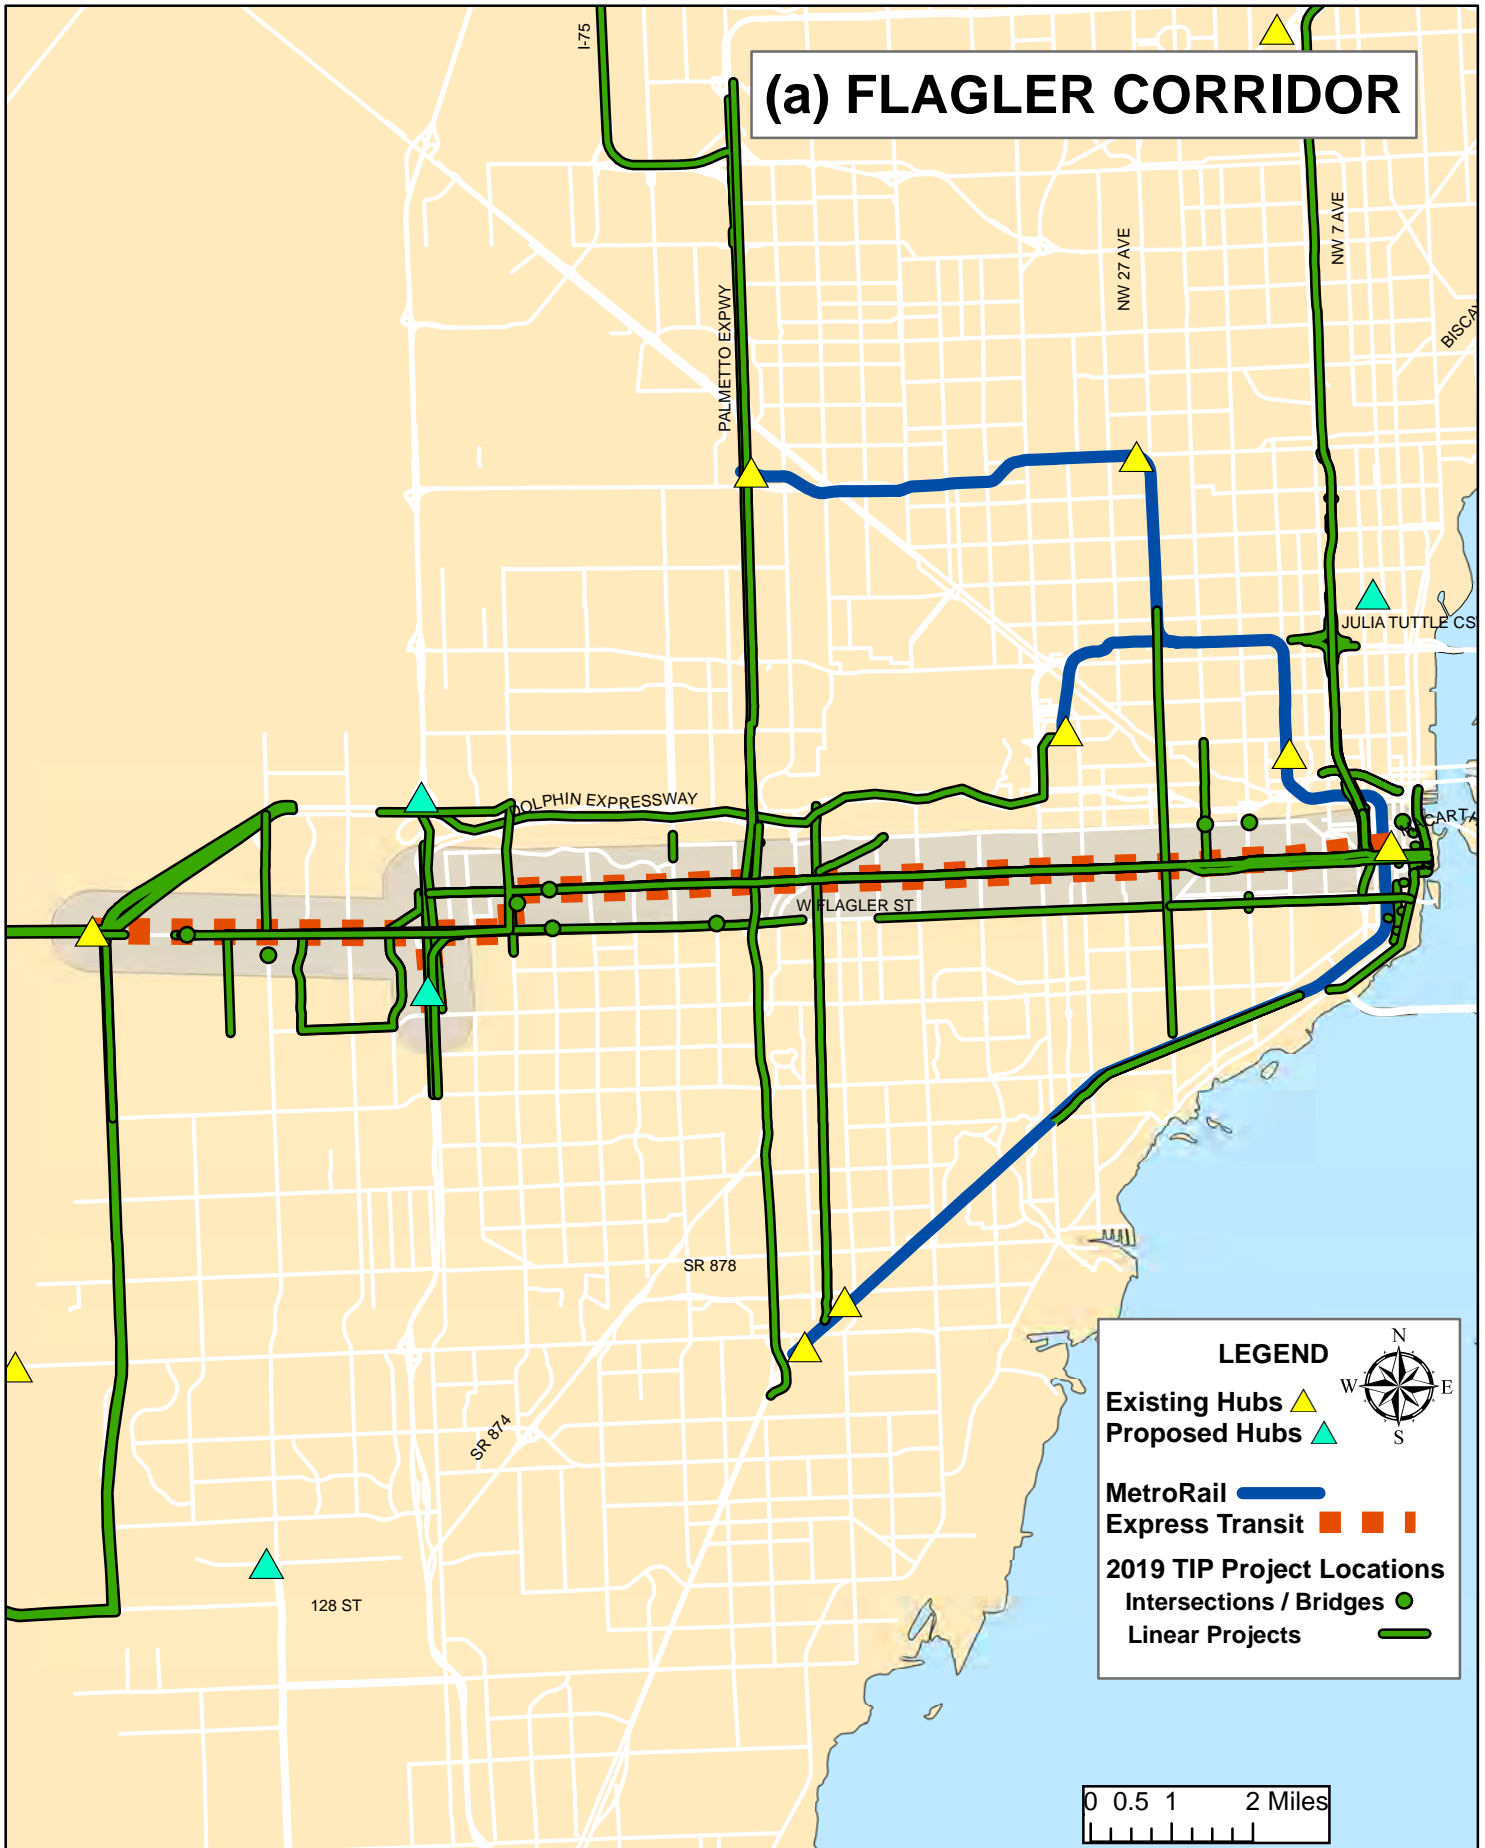 I-75
(a) FLAGLER CORRIDOR
NW 7 AVE
NW 27 AVE
PALMETTO EXPWY
BISCA
JULIA TUTTLE CS
DOLPHIN EXPRESSWAY
W FLAGLER ST
SR 878
SR 874
128 ST
LEGEND
N
W E
S
Existing Hubs
Proposed Hubs
MetroRail
Express Transit
2019 TIP Project Locations
Intersections / Bridges
Linear Projects
0 0.5 1 2 Miles